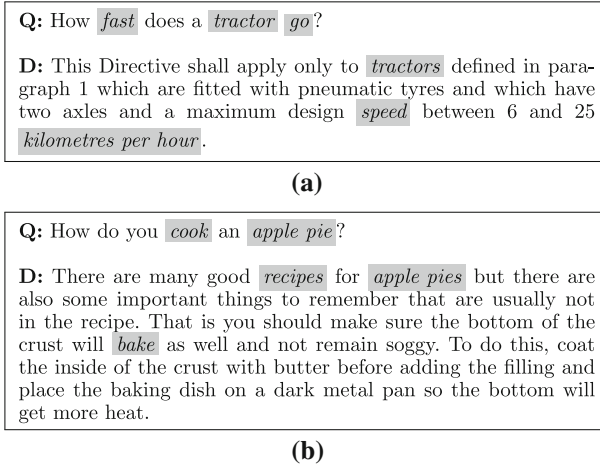 Q: How fast does a tractor go?
D: This Directive shall apply only to tractors defined in para-
graph 1 which are fitted with pneumatic tyres and which have
two axles and a maximum design speed between 6 and 25
kilometres per hour.
(a)
Q: How do you cook an apple pie?
D: There are many good recipes for apple pies but there are
also some important things to remember that are usually not
in the recipe. That is you should make sure the bottom of the
crust will bake as well and not remain soggy. To do this, coat
the inside of the crust with butter before adding the filling and
place the baking dish on a dark metal pan so the bottom will
get more heat.
(b)